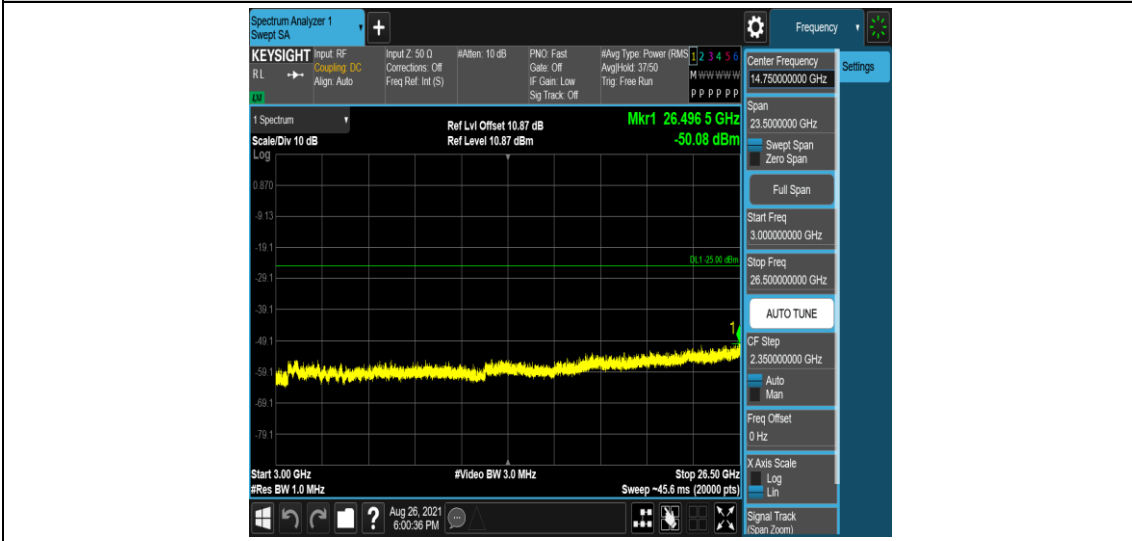 Spectrum Analyzer 1
Swept SA
+
Frequency
KEYSIGHT
RL
LXI
Input: RF
Coupling: DC
Align: Auto
Input Z: 50 Ω
Corrections: Off
Freq Ref: Int (S)
#Atten: 10 dB
PNO: Fast
Gate: Off
IF Gain: Low
Sig Track: Off
#Avg Type: Power (RMS
Avg|Hold: 37/50
Trig: Free Run
1 2 3 4 5 6
M W W W W W
P P P P P P
1 Spectrum
Scale/Div 10 dB
Log
Ref Lvl Offset 10.87 dB
Ref Level 10.87 dBm
Mkr1 26.496 5 GHz
-50.08 dBm
0.870
-9.13
-19.1
DL1 -25.00 dBm
-29.1
-39.1
1
-49.1
-59.1
-69.1
-79.1
Start 3.00 GHz
#Video BW 3.0 MHz
Stop 26.50 GHz
#Res BW 1.0 MHz
Sweep ~45.6 ms (20000 pts)
?
Aug 26, 2021
6:00:36 PM
Center Frequency
14.750000000 GHz
Settings
Span
23.5000000 GHz
Swept Span
Zero Span
Full Span
Start Freq
3.000000000 GHz
Stop Freq
26.500000000 GHz
AUTO TUNE
CF Step
2.350000000 GHz
Auto
Man
Freq Offset
0 Hz
X Axis Scale
Log
Lin
Signal Track
(Span Zoom)